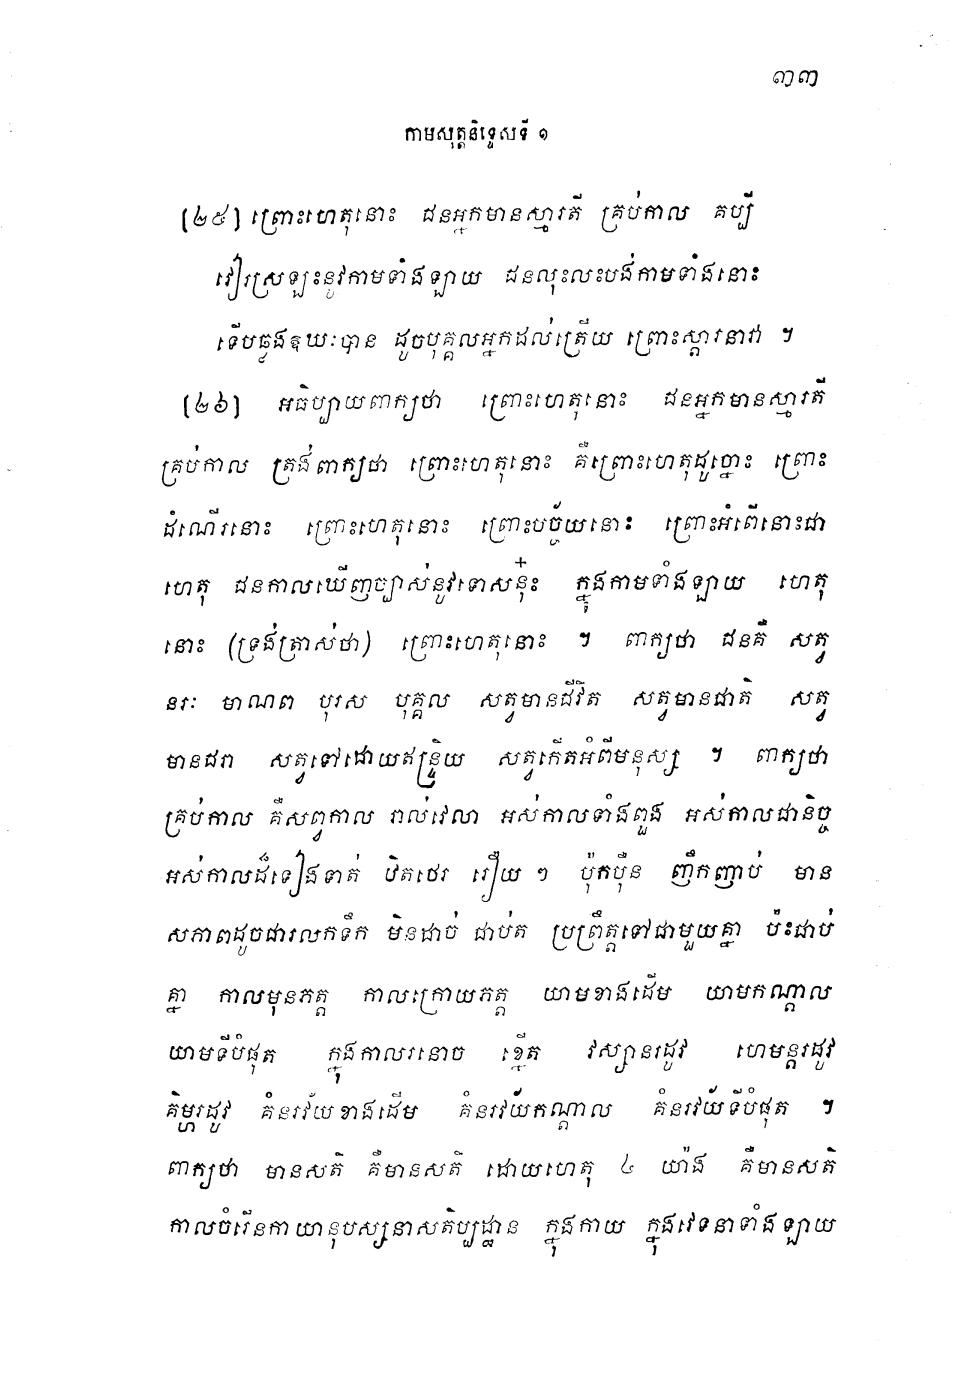 ៣៣
កាមសុត្តនិទ្ទេសទី ១
[២៥] ព្រោះហេតុនោះ ជនអ្នកមានស្មារតី គ្រប់កាល គប្បី
វៀរស្រឡះនូវកាមទាំងឡាយ ជនលុះលះបង់កាមទាំងនោះ
ទើបឆ្លងឱឃៈបាន ដូចបុគ្គលអ្នកដល់ត្រើយ ព្រោះស្តារនាវា ។
[២៦] អធិប្បាយពាក្យថា ព្រោះហេតុនោះ ជនអ្នកមានស្មារតី
គ្រប់កាល ត្រង់ពាក្យថា ព្រោះហេតុនោះ គឺព្រោះហេតុដូច្នោះ ព្រោះ
ដំណើរនោះ ព្រោះហេតុនោះ ព្រោះបច្ច័យនោះ ព្រោះអំពើនោះជា
ហេតុ ជនកាលឃើញច្បាស់នូវទោសនុ៎ះ ក្នុងកាមទាំងឡាយ ហេតុ
នោះ (ទ្រង់ត្រាស់ថា) ព្រោះហេតុនោះ ។ ពាក្យថា ជនគឺ សត្វ
នរៈ មាណព បុរស បុគ្គល សត្វមានជីវិត សត្វមានជាតិ សត្វ
មានជរា សត្វទៅដោយឥន្ទ្រិយ សត្វកើតអំពីមនុស្ស ។ ពាក្យថា
គ្រប់កាល គឺសព្វកាល រាល់វេលា អស់កាលទាំងពួង អស់កាលជានិច្ច
អស់កាលដ៏ទៀងទាត់ ឋិតថេរ រឿយ ៗ ប៉ុកប៉ឺន ញឹកញាប់ មាន
សភាពដូចជារលកទឹក មិនជាប់ ជាប់ត ប្រព្រឹត្តទៅជាមួយគ្នា ប៉ះជាប់
គ្នា កាលមុនភត្ត កាលក្រោយភត្ត យាមខាងដើម យាមកណ្តាល
យាមទីបំផុត ក្នុងកាលរនោច ខ្នើត វស្សានរដូវ ហេមន្តរដូវ
គិម្ហរដូវ គំនរវ័យខាងដើម គំនរវ័យកណ្តាល គំនរវ័យទីបំផុត ។
ពាក្យថា មានសតិ គឺមានសតិ ដោយហេតុ ៤ យ៉ាង គឺមានសតិ
កាលចំរើនកាយានុបស្សនាសតិប្បដ្ឋាន ក្នុងកាយ ក្នុងវេទនាទាំងឡាយ